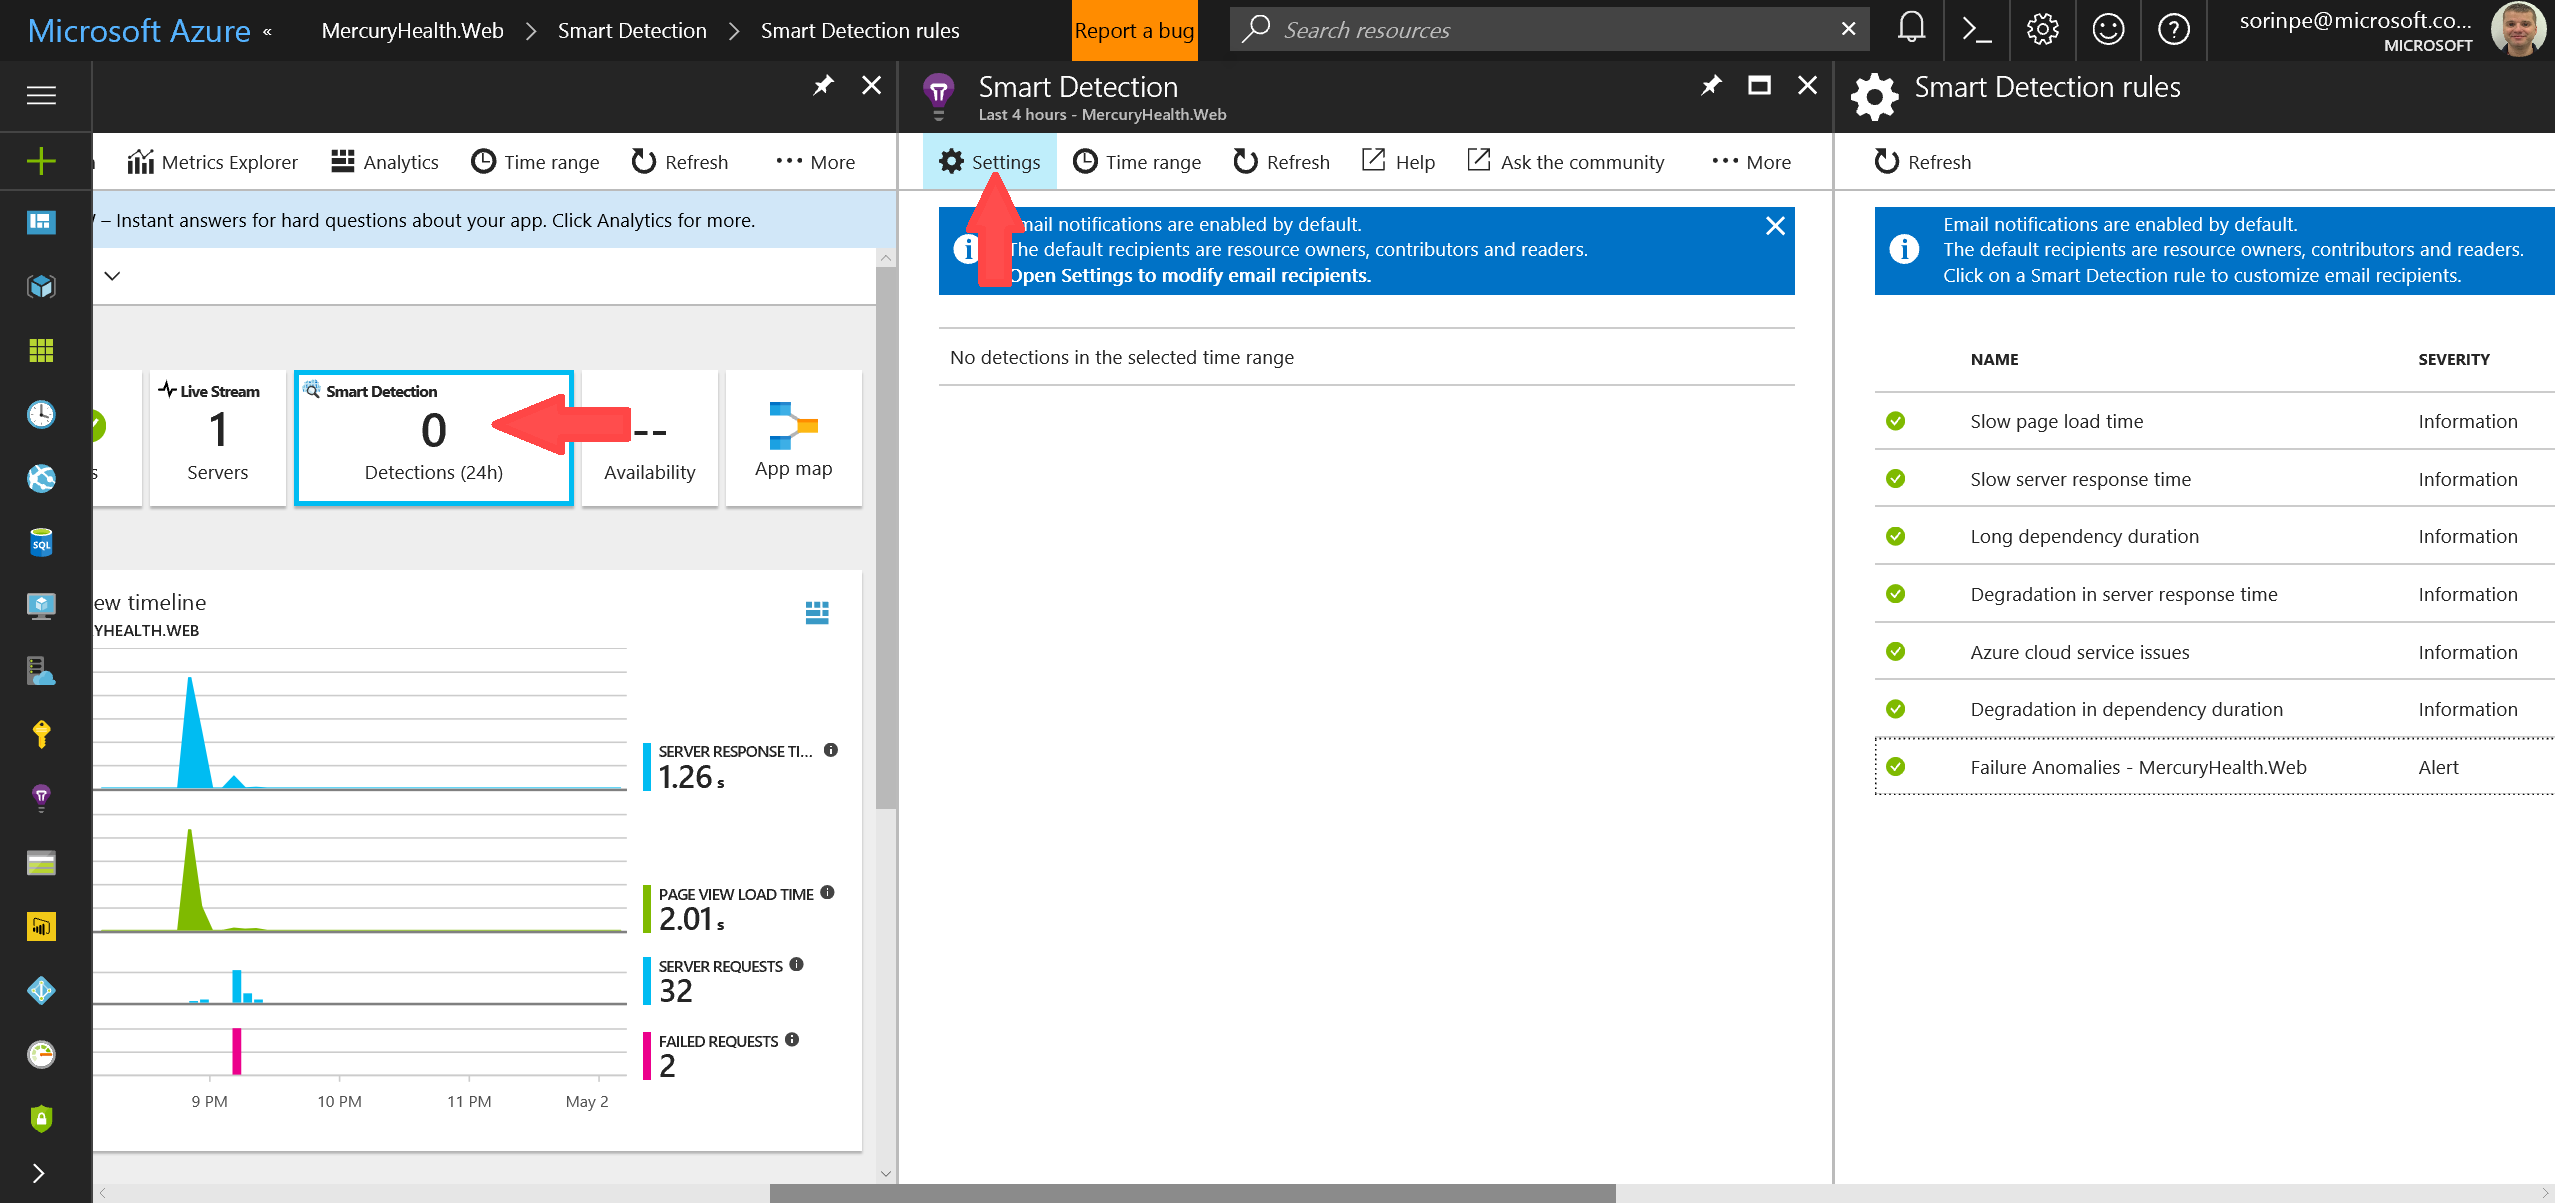 Microsoft Azure «
MercuryHealth.Web
Smart Detection
Smart Detection rules
Report a bug
Search resources
sorinpe@microsoft.co...
MICROSOFT
Metrics Explorer
Analytics
Time range
Refresh
More
– Instant answers for hard questions about your app. Click Analytics for more.
s
Live Stream
1
Servers
Smart Detection
0
Detections (24h)
--
Availability
App map
ew timeline
YHEALTH.WEB
SERVER RESPONSE TI...
1.26 s
PAGE VIEW LOAD TIME
2.01 s
SERVER REQUESTS
32
FAILED REQUESTS
2
9 PM
10 PM
11 PM
May 2
SQL
Smart Detection
Last 4 hours - MercuryHealth.Web
Settings
Time range
Refresh
Help
Ask the community
More
mail notifications are enabled by default.
The default recipients are resource owners, contributors and readers.
Open Settings to modify email recipients.
No detections in the selected time range
Smart Detection rules
Refresh
Email notifications are enabled by default.
The default recipients are resource owners, contributors and readers.
Click on a Smart Detection rule to customize email recipients.
NAME SEVERITY
Slow page load time Information
Slow server response time Information
Long dependency duration Information
Degradation in server response time Information
Azure cloud service issues Information
Degradation in dependency duration Information
Failure Anomalies - MercuryHealth.Web Alert